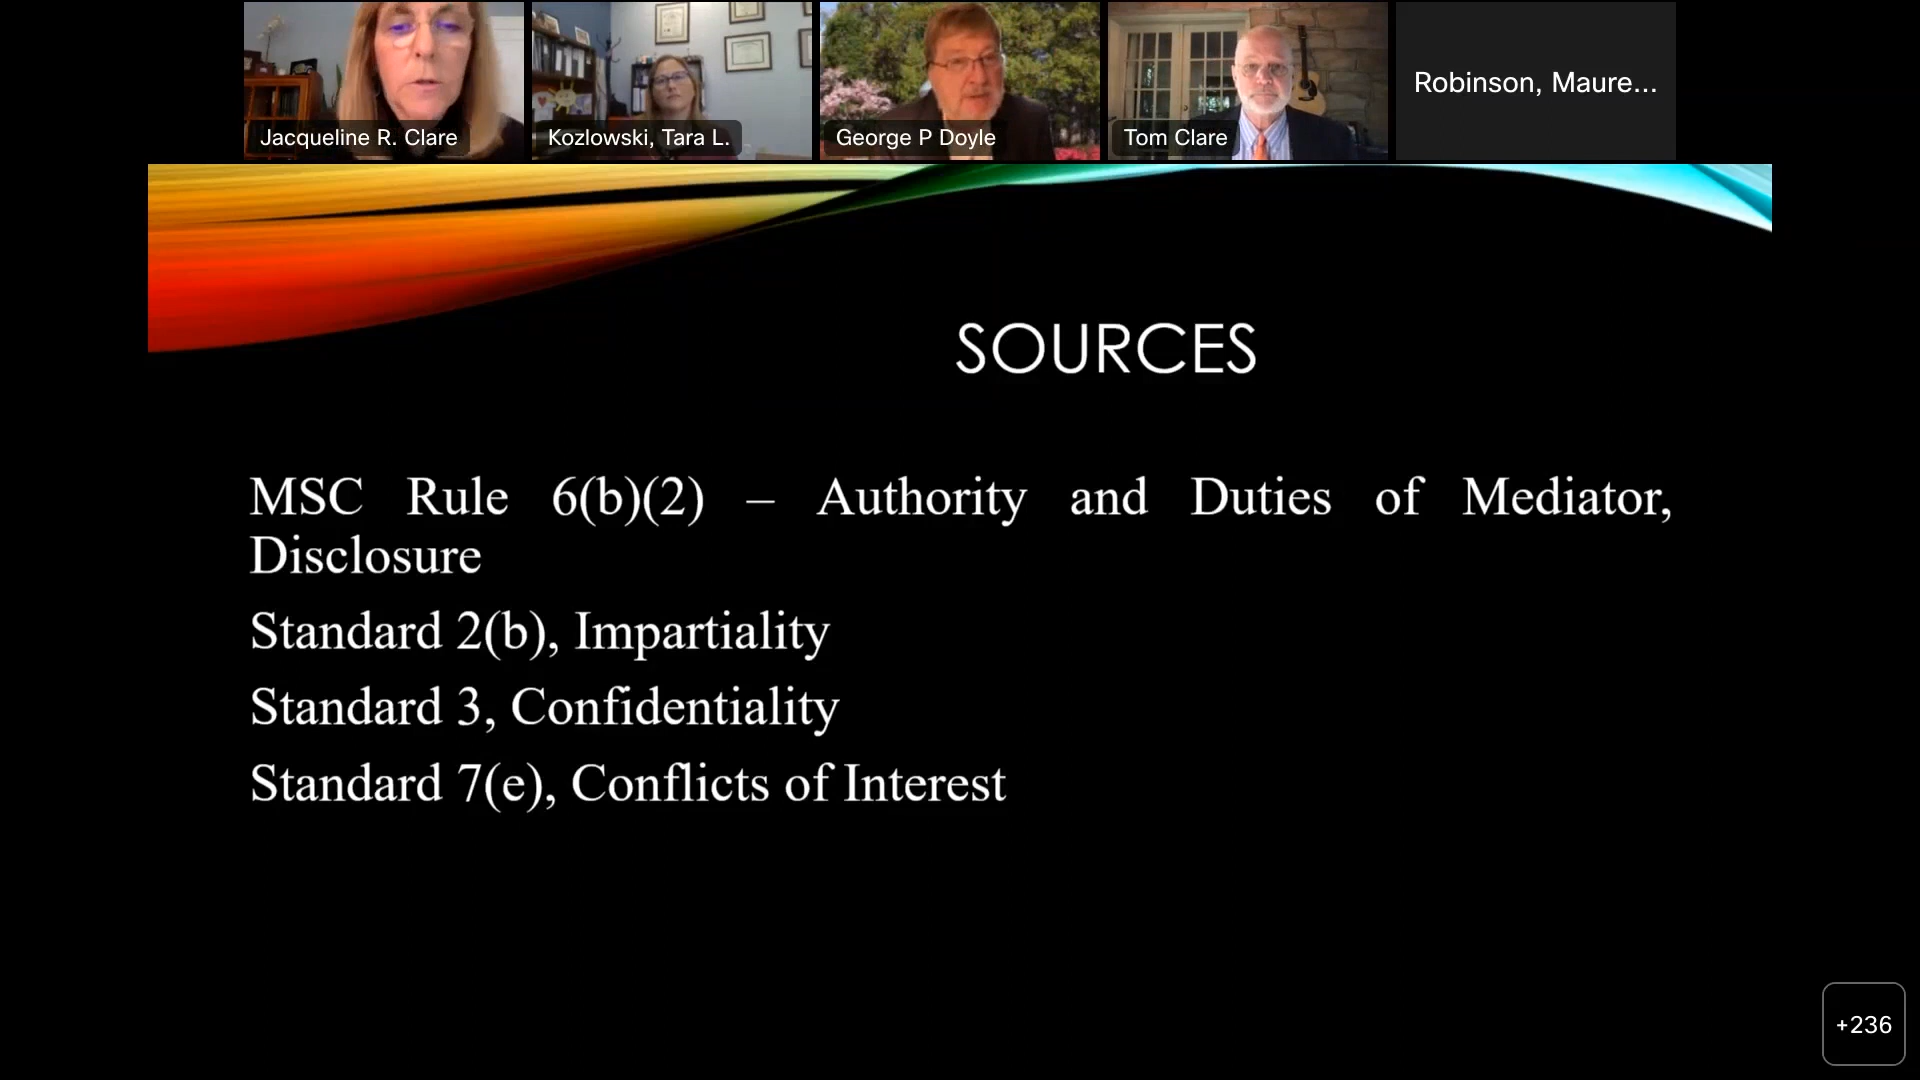 Jacqueline R. Clare
Kozlowski, Tara L.
George P Doyle
Tom Clare
Robinson, Maure...
SOURCES
MSC Rule 6(b)(2) – Authority and Duties of Mediator,
Disclosure
Standard 2(b), Impartiality
Standard 3, Confidentiality
Standard 7(e), Conflicts of Interest
+236